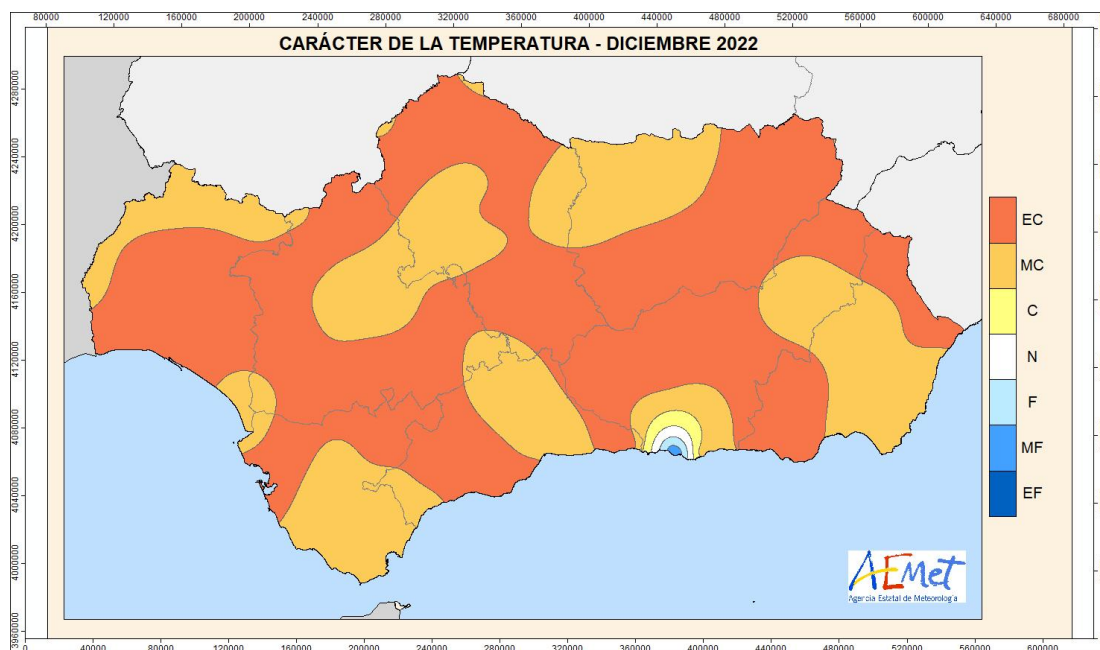 80000 120000 160000 200000 240000 280000 320000 360000 400000 440000 480000 520000 560000 600000 640000 680000
CARÁCTER DE LA TEMPERATURA - DICIEMBRE 2022
4280000
4240000
4200000
4160000
4120000
4080000
4040000
4000000
3960000
EC
MC
C
N
F
MF
EF
AEMet
Agencia Estatal de Meteorología
40000 80000 120000 160000 200000 240000 280000 320000 360000 400000 440000 480000 520000 560000 600000